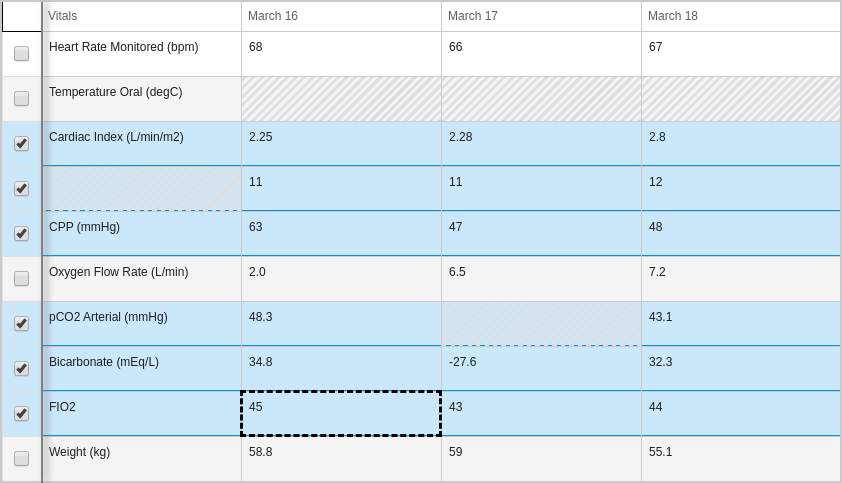 Vitals March 16 March 17 March 18
Heart Rate Monitored (bpm) 68 66 67
Temperature Oral (degC)
Cardiac Index (L/min/m2) 2.25 2.28 2.8
11 11 12
CPP (mmHg) 63 47 48
Oxygen Flow Rate (L/min) 2.0 6.5 7.2
pCO2 Arterial (mmHg) 48.3 43.1
Bicarbonate (mEq/L) 34.8 -27.6 32.3
FIO2 45 43 44
Weight (kg) 58.8 59 55.1